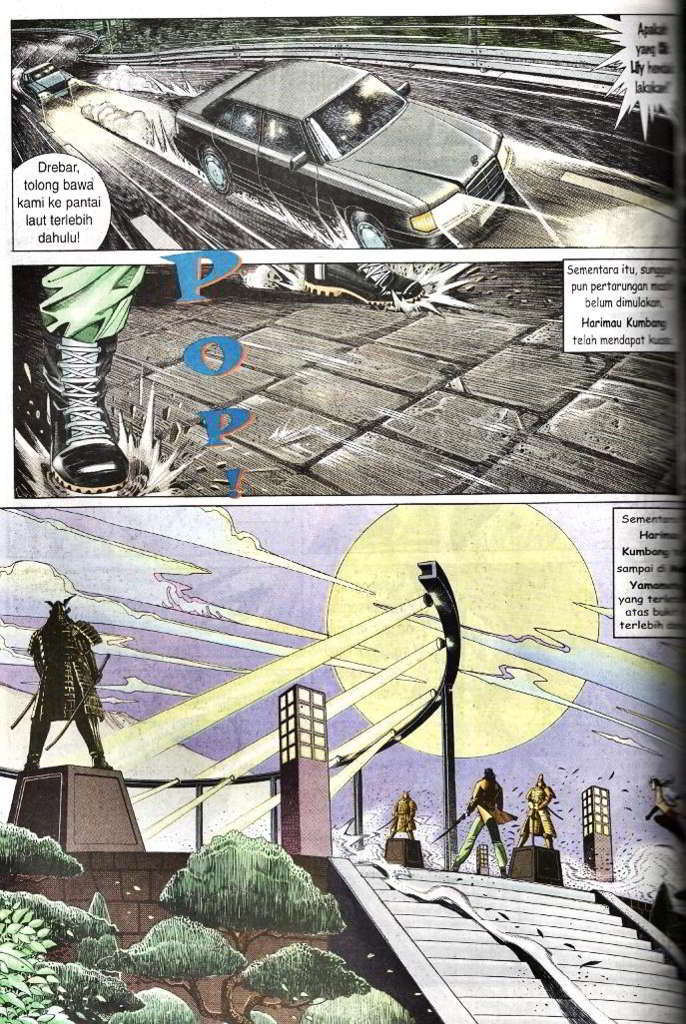 Apakah
yang
Lily
lakukan?
Drebar,
tolong bawa
kami ke pantai
laut terlebih
dahulu!
POP!
Sementara itu,
pun pertarungan
belum dimulakan,
Harimau Kumbang
telah mendapat kuasa
Sementara
Harimau
Kumbang
sampai di
yang
atas bukit
terlebih